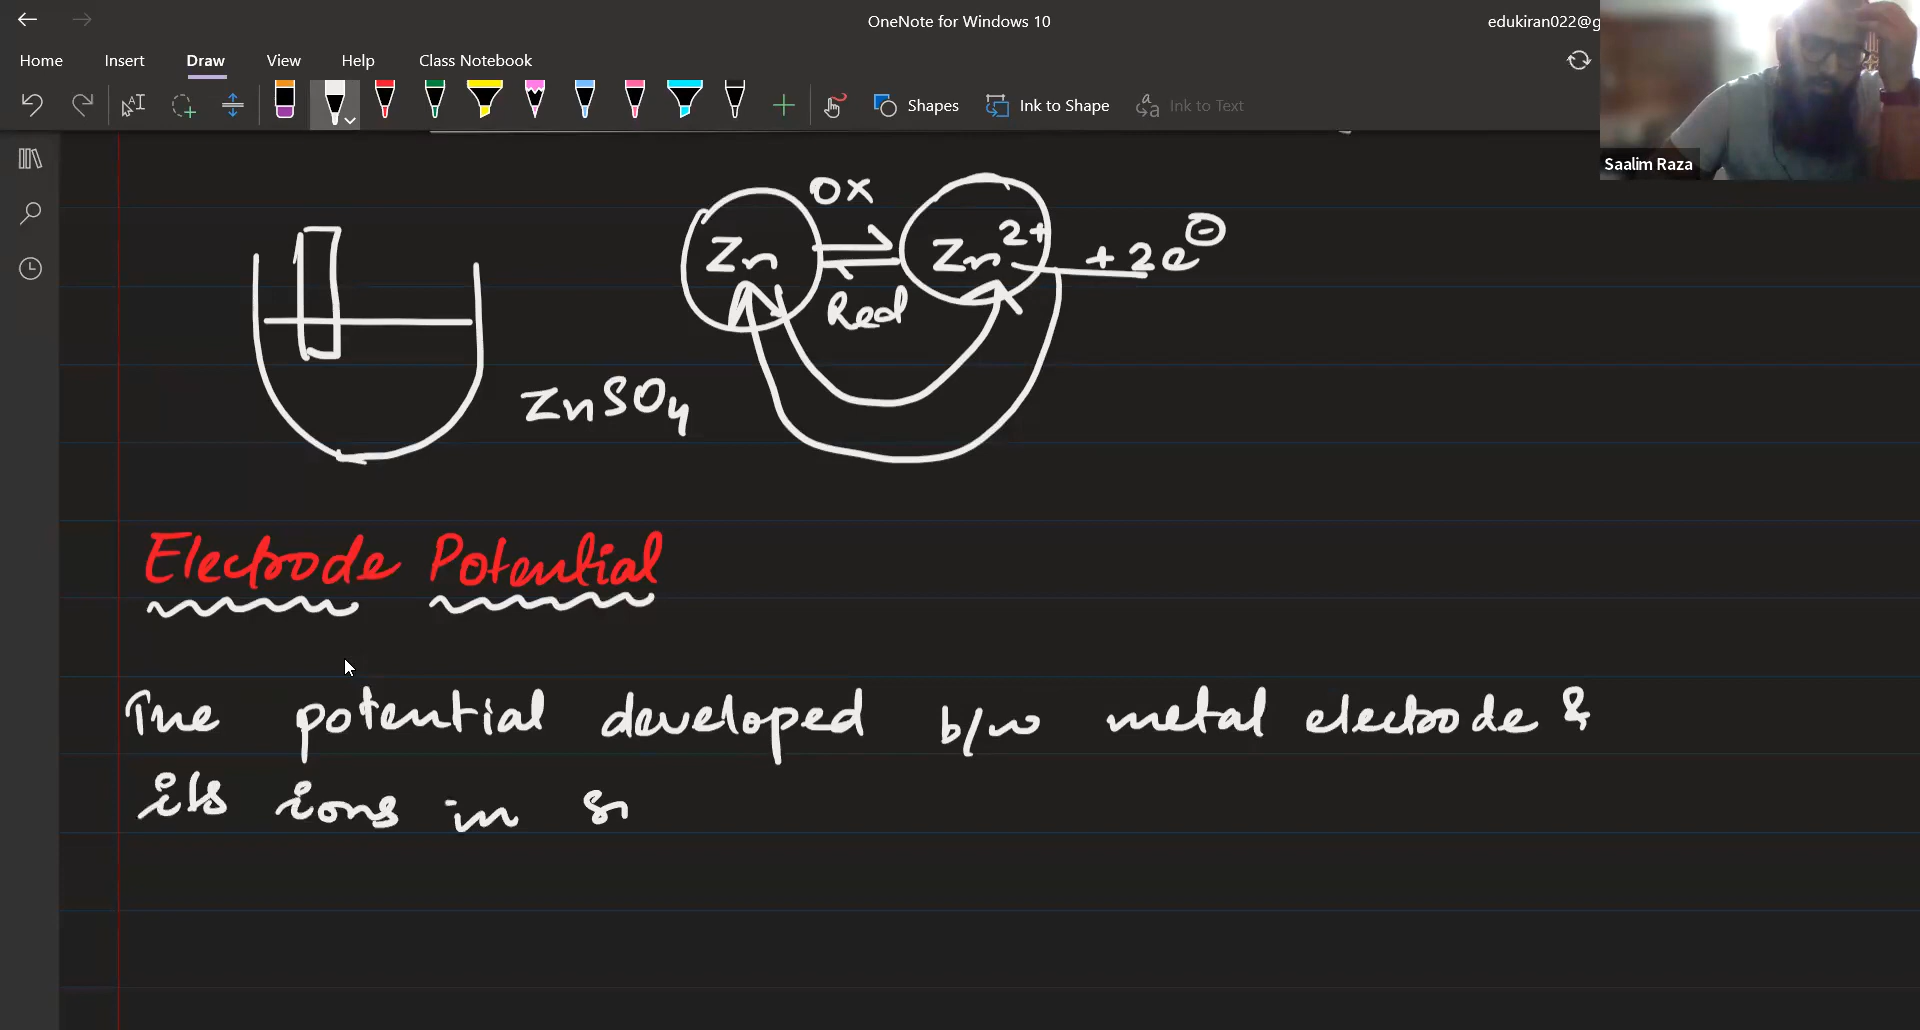 OneNote for Windows 10
edukiran022@g
Home Insert Draw View Help Class Notebook
Shapes Ink to Shape Ink to Text
Saalim Raza
Zn ox Zn2+ + 2e⊖
Red
ZnSO4
Electrode Potential
The potential developed b/w metal electrode &
its ions in